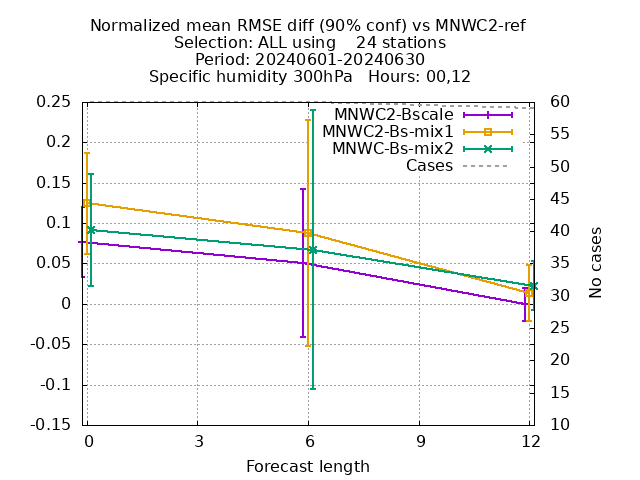 Normalized mean RMSE diff (90% conf) vs MNWC2-ref
Selection: ALL using    24 stations
Period: 20240601-20240630
Specific humidity 300hPa   Hours: 00,12
MNWC2-Bscale
MNWC2-Bs-mix1
MNWC-Bs-mix2
Cases
0.25
0.2
0.15
0.1
0.05
0
-0.05
-0.1
-0.15
60
55
50
45
40
35
30
25
20
15
10
No cases
0 3 6 9 12
Forecast length